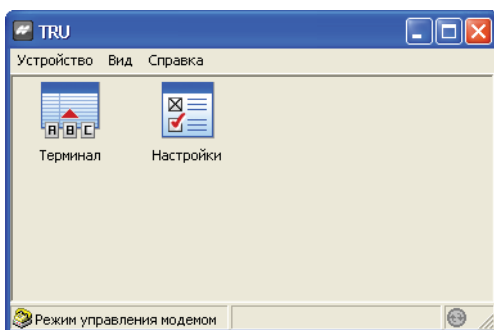 TRU
Устройство Вид Справка
A B C
Терминал Настройки
Режим управления модемом